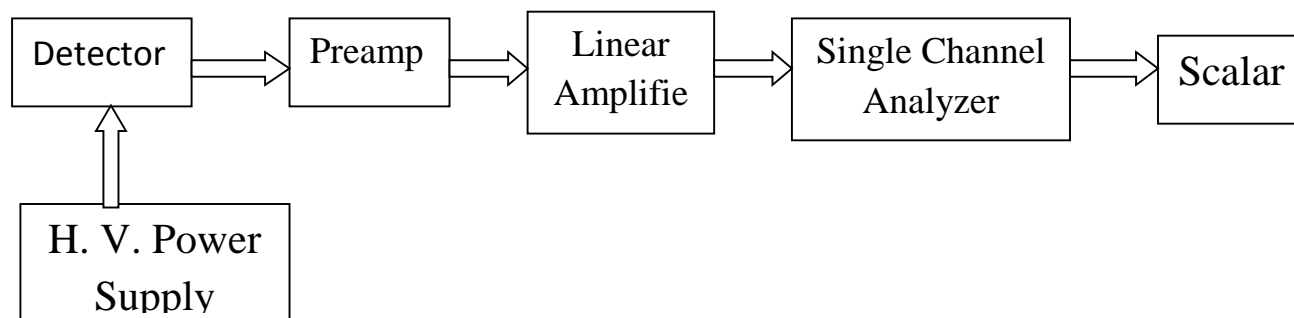 Detector
Preamp
Linear
Amplifie
Single Channel
Analyzer
Scalar
H. V. Power
Supply